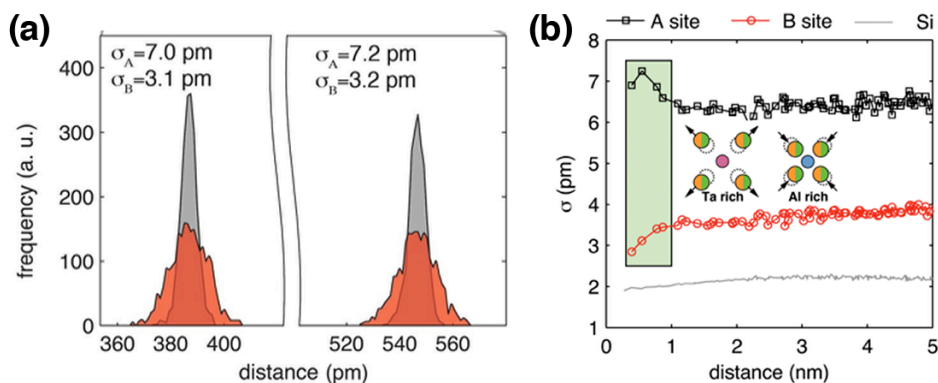 (a)
σA=7.0 pm
σB=3.1 pm
σA=7.2 pm
σB=3.2 pm
frequency (a. u.)
400
300
200
100
0
360
380
400
520
540
560
distance (pm)
(b)
A site
B site
Si
σ (pm)
8
7
6
5
4
3
2
1
Ta rich
Al rich
0
1
2
3
4
5
distance (nm)